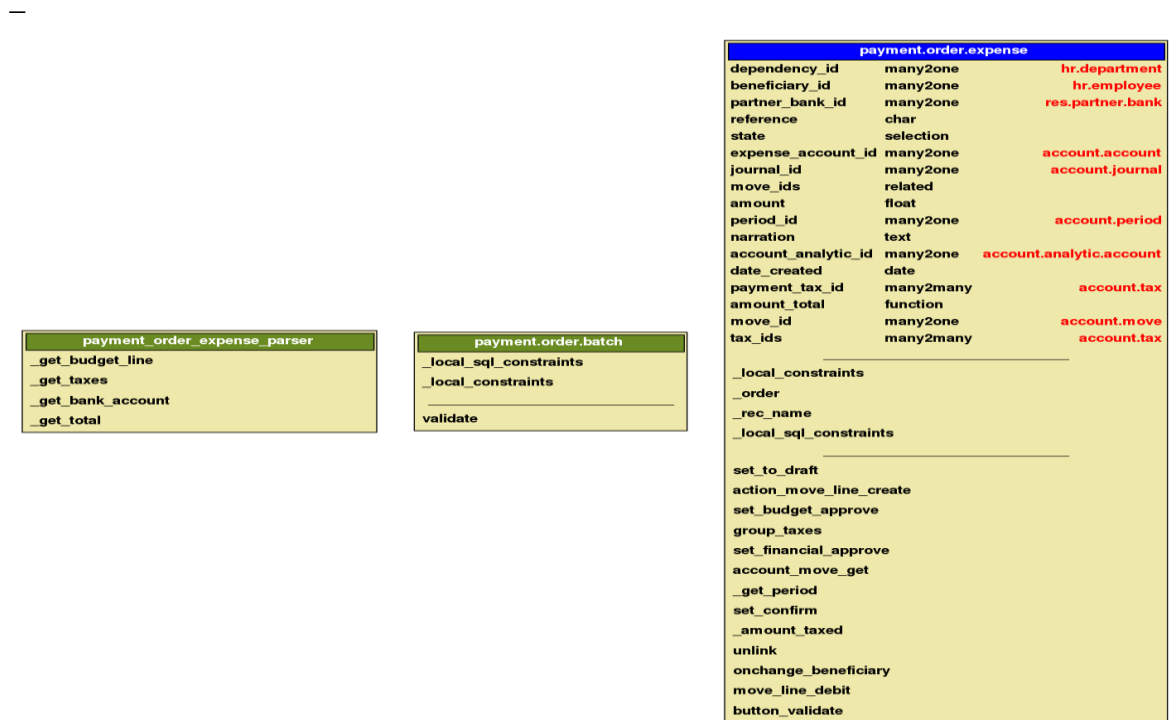 payment_order_expense_parser
_get_budget_line
_get_taxes
_get_bank_account
_get_total
payment.order.batch
_local_sql_constraints
_local_constraints
validate
payment.order.expense
dependency_id many2one hr.department
beneficiary_id many2one hr.employee
partner_bank_id many2one res.partner.bank
reference char
state selection
expense_account_id many2one account.account
journal_id many2one account.journal
move_ids related
amount float
period_id many2one account.period
narration text
account_analytic_id many2one account.analytic.account
date_created date
payment_tax_id many2many account.tax
amount_total function
move_id many2one account.move
tax_ids many2many account.tax
_local_constraints
_order
_rec_name
_local_sql_constraints
set_to_draft
action_move_line_create
set_budget_approve
group_taxes
set_financial_approve
account_move_get
_get_period
set_confirm
_amount_taxed
unlink
onchange_beneficiary
move_line_debit
button_validate